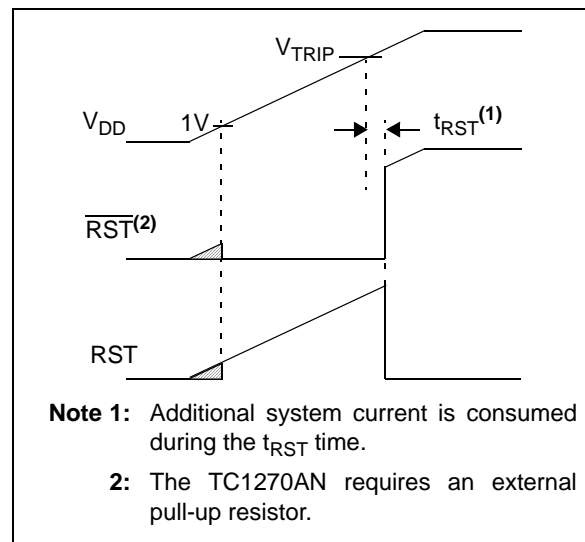 V_TRIP
V_DD 1V t_RST(1)
RST(2)
RST
Note 1: Additional system current is consumed
during the t_RST time.
2: The TC1270AN requires an external
pull-up resistor.